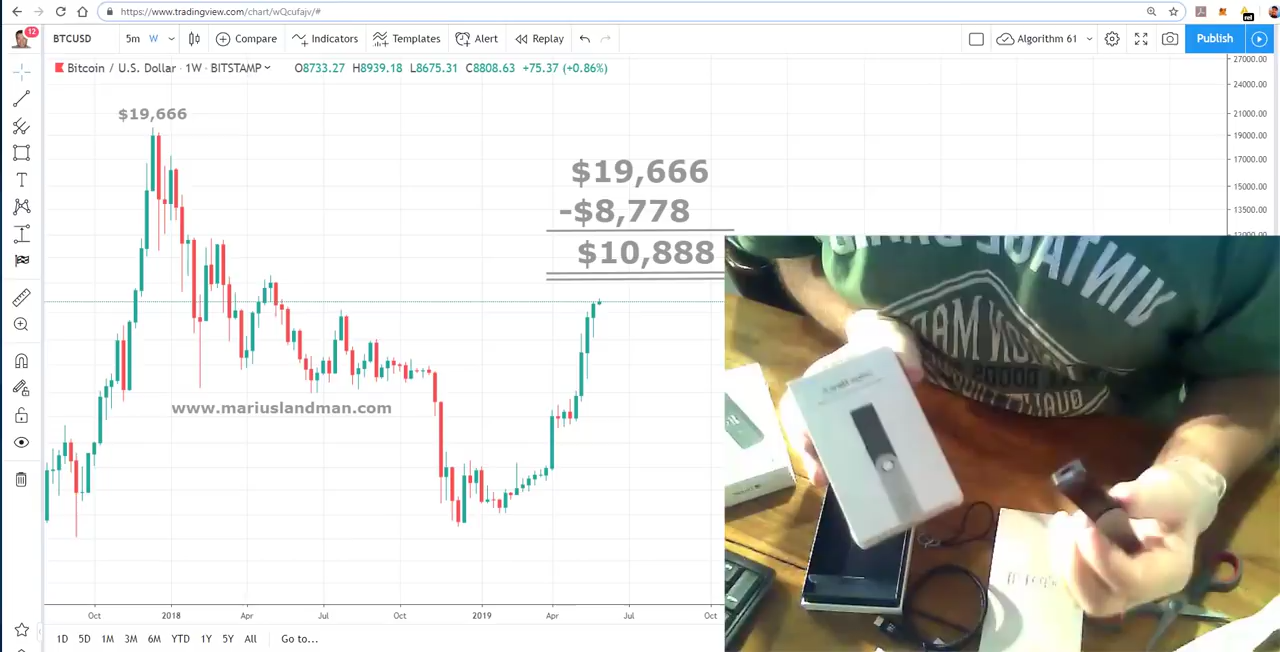 https://www.tradingview.com/chart/wQcufajv/#
12
BTCUSD
5m
W
Compare
Indicators
Templates
Alert
Replay
Algorithm 61
Publish
Bitcoin / U.S. Dollar · 1W · BITSTAMP
O8733.27 H8939.18 L8675.31 C8808.63 +75.37 (+0.86%)
27000.00
24000.00
21000.00
19000.00
17000.00
15000.00
13500.00
$19,666
$19,666
-$8,778
$10,888
www.mariuslandman.com
VINTAGE
Oct
2018
Apr
Jul
Oct
2019
Apr
Jul
Oct
1D
5D
1M
3M
6M
YTD
1Y
5Y
All
Go to...